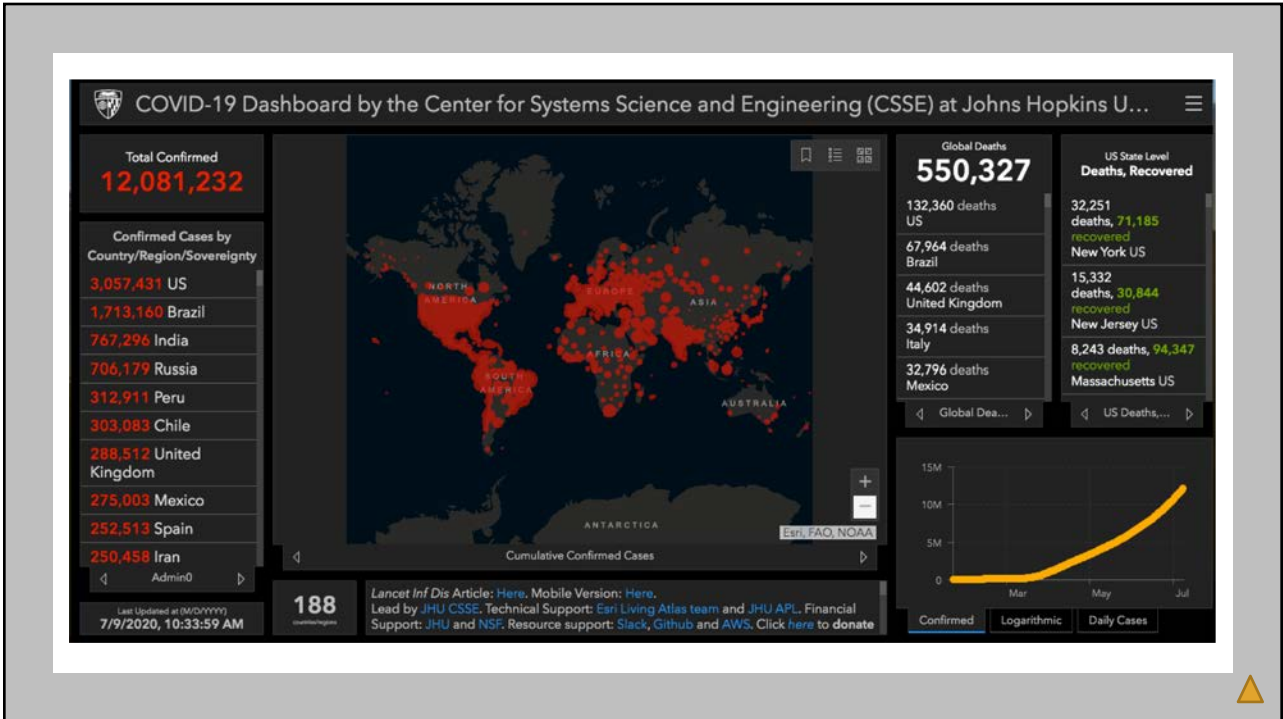 COVID-19 Dashboard by the Center for Systems Science and Engineering (CSSE) at Johns Hopkins U...
Total Confirmed
12,081,232
Confirmed Cases by
Country/Region/Sovereignty
3,057,431 US
1,713,160 Brazil
767,296 India
706,179 Russia
312,911 Peru
303,083 Chile
288,512 United
Kingdom
275,003 Mexico
252,513 Spain
250,458 Iran
Admin0
Last Updated at (M/D/YYYY)
7/9/2020, 10:33:59 AM
NORTH
AMERICA
SOUTH
AMERICA
EUROPE
ASIA
AFRICA
AUSTRALIA
ANTARCTICA
+
−
Esri, FAO, NOAA
Cumulative Confirmed Cases
188
countries/regions
Lancet Inf Dis Article: Here. Mobile Version: Here.
Lead by JHU CSSE. Technical Support: Esri Living Atlas team and JHU APL. Financial
Support: JHU and NSF. Resource support: Slack, Github and AWS. Click here to donate
Global Deaths
550,327
132,360 deaths
US
67,964 deaths
Brazil
44,602 deaths
United Kingdom
34,914 deaths
Italy
32,796 deaths
Mexico
Global Dea...
US State Level
Deaths, Recovered
32,251
deaths, 71,185
recovered
New York US
15,332
deaths, 30,844
recovered
New Jersey US
8,243 deaths, 94,347
recovered
Massachusetts US
US Deaths,...
15M
10M
5M
0
Mar May Jul
Confirmed Logarithmic Daily Cases